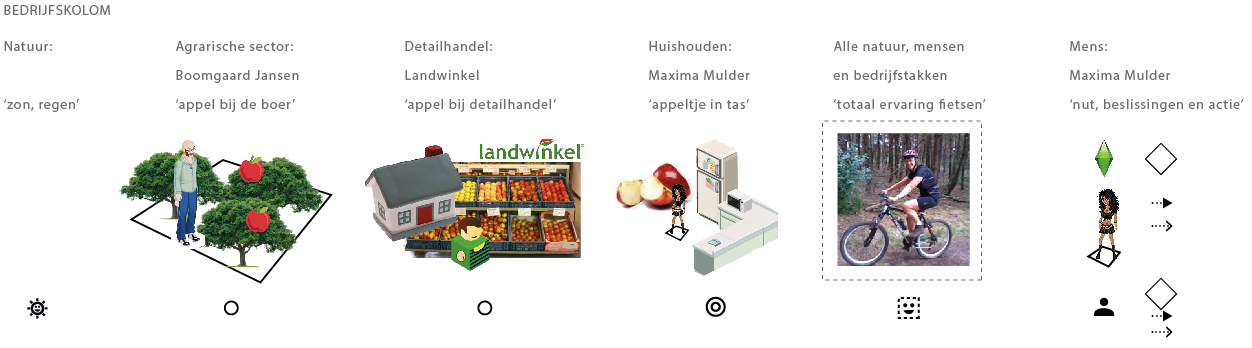 BEDRIJFSKOLOM
Natuur:
‘zon, regen’
Agrarische sector:
Boomgaard Jansen
‘appel bij de boer’
Detailhandel:
Landwinkel
‘appel bij detailhandel’
landwinkel
Huishouden:
Maxima Mulder
‘appeltje in tas’
Alle natuur, mensen
en bedrijfstakken
‘totaal ervaring fietsen’
Mens:
Maxima Mulder
‘nut, beslissingen en actie’